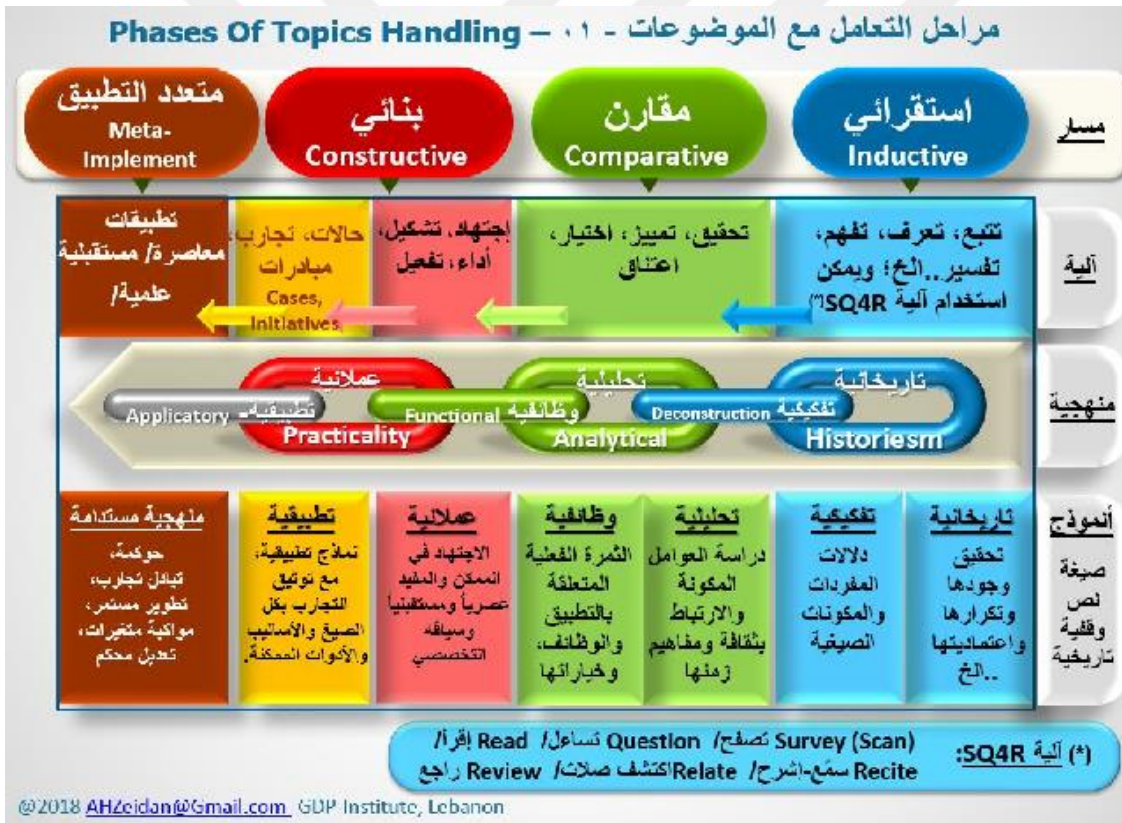 مراحل التعامل مع الموضوعات - ٠١ – Phases Of Topics Handling
مسار
استقرائي
Inductive
مقارن
Comparative
بنائي
Constructive
متعدد التطبيق
Meta-
Implement
آلية
تتبع، تعرف، تفهم،
تفسير..الخ؛ ويمكن
استخدام آلية SQ4R(*)
تحقيق، تمييز، اختيار،
اعتناق
إجتهاد، تشكيل،
أداء، تفعيل
حالات، تجارب،
مبادرات
Cases,
Initiatives
تطبيقات
معاصرة/ مستقبلية
علمية/
منهجية
تاريخانية
تفكيكية Deconstruction
Historiesm
تحليلية
وظائفية Functional
Analytical
عملانية
تطبيقية- Applicatory
Practicality
أنموذج
صيغة
نص
وقفية
تاريخية
تاريخانية
تحقيق
وجودها
وتكرارها
واعتماديتها
..الخ
تفكيكية
دلالات
المفردات
والمكونات
الصيغية
تحليلية
دراسة العوامل
المكونة
والارتباط
بثقافة ومفاهيم
زمنها
وظائفية
الثمرة الفعلية
المتعلقة
بالتطبيق
والوظائف،
وخياراتها
عملانية
الاجتهاد في
الممكن والمفيد
عصرياً ومستقبلياً
وسياقه
التخصصي
تطبيقية
نماذج تطبيقية،
مع توثيق
التجارب بكل
الصيغ والأساليب
والأدوات الممكنة.
منهجية مستدامة
حوكمة،
تبادل تجارب،
تطوير مستمر،
مواكبة متغيرات،
تعديل محكم
(*) آلية SQ4R: Survey (Scan) تصفح/ Question تساءل/ Read إقرأ/
Recite سمّع-اشرح/ Relate اكتشف صلات/ Review راجع
@2018 AHZeidan@Gmail.com GDP-Institute, Lebanon